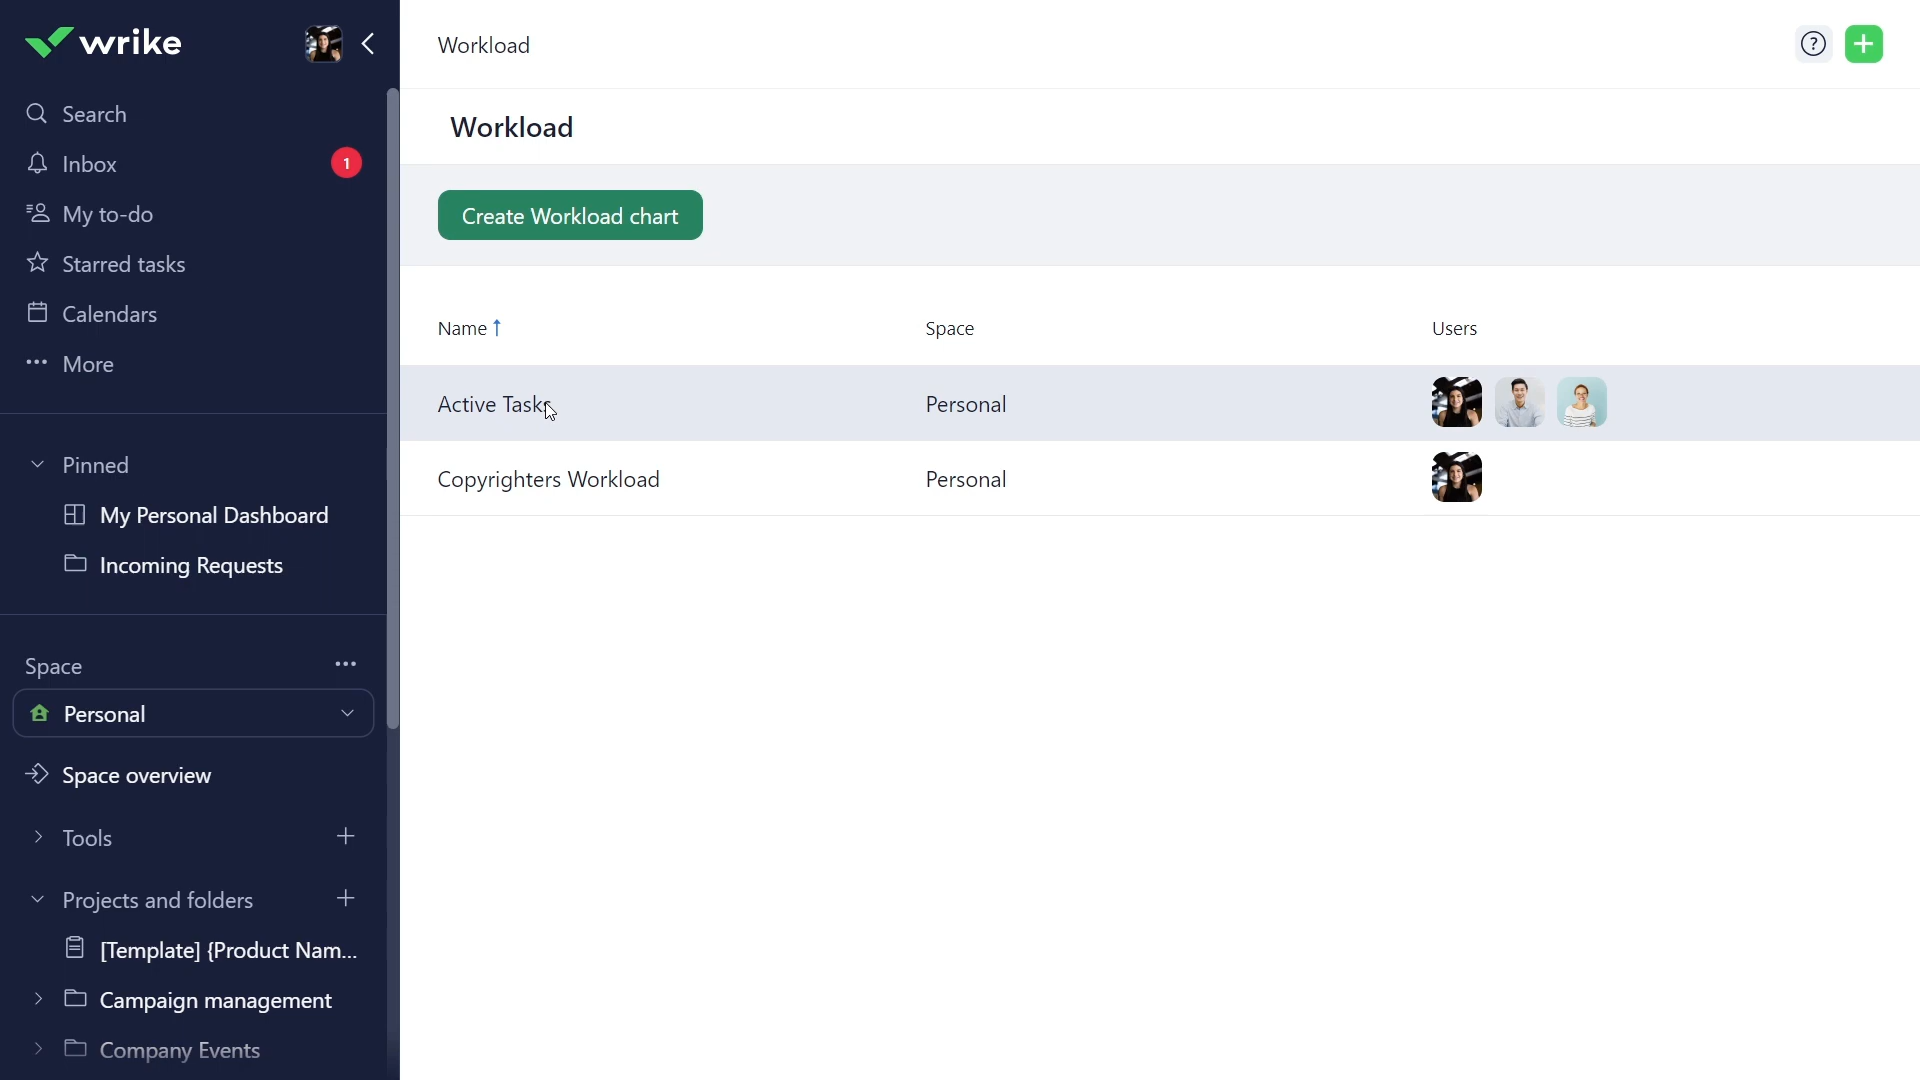 wrike
Search
Inbox 1
My to-do
Starred tasks
Calendars
More
Pinned
My Personal Dashboard
Incoming Requests
Space
Personal
Space overview
Tools
Projects and folders
[Template] {Product Nam...
Campaign management
Company Events
Workload
Workload
Create Workload chart
Name Space Users
Active Tasks Personal
Copyrighters Workload Personal